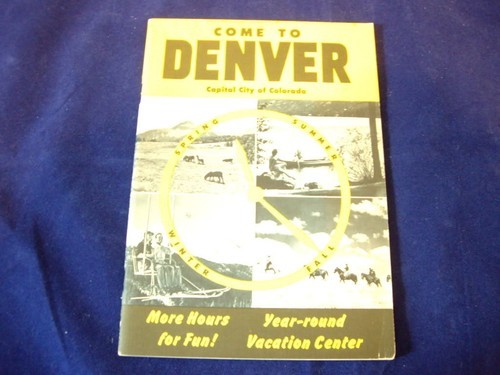 COME TO
DENVER
Capitol City of Colorado
SPRING
SUMMER
WINTER
FALL
More Hours
for Fun!
Year-round
Vacation Center